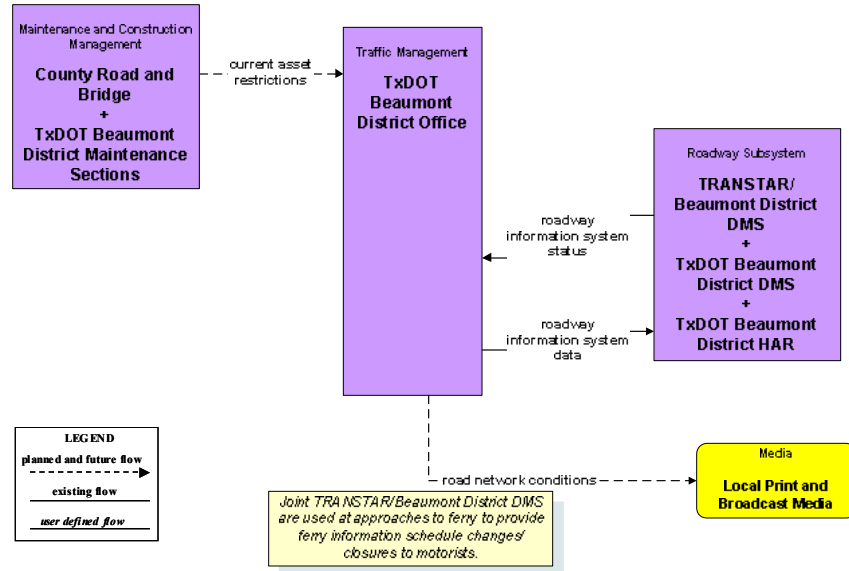 Maintenance and Construction
Management
County Road and
Bridge
+
TxDOT Beaumont
District Maintenance
Sections
current asset
restrictions
Traffic Management
TxDOT
Beaumont
District Office
Roadway Subsystem
TRANSTAR/
Beaumont District
DMS
+
TxDOT Beaumont
District DMS
+
TxDOT Beaumont
District HAR
roadway
information system
status
roadway
information system
data
LEGEND
planned and future flow
existing flow
user defined flow
road network conditions
Media
Local Print and
Broadcast Media
Joint TRANSTAR/Beaumont District DMS
are used at approaches to ferry to provide
ferry information schedule changes/
closures to motorists.